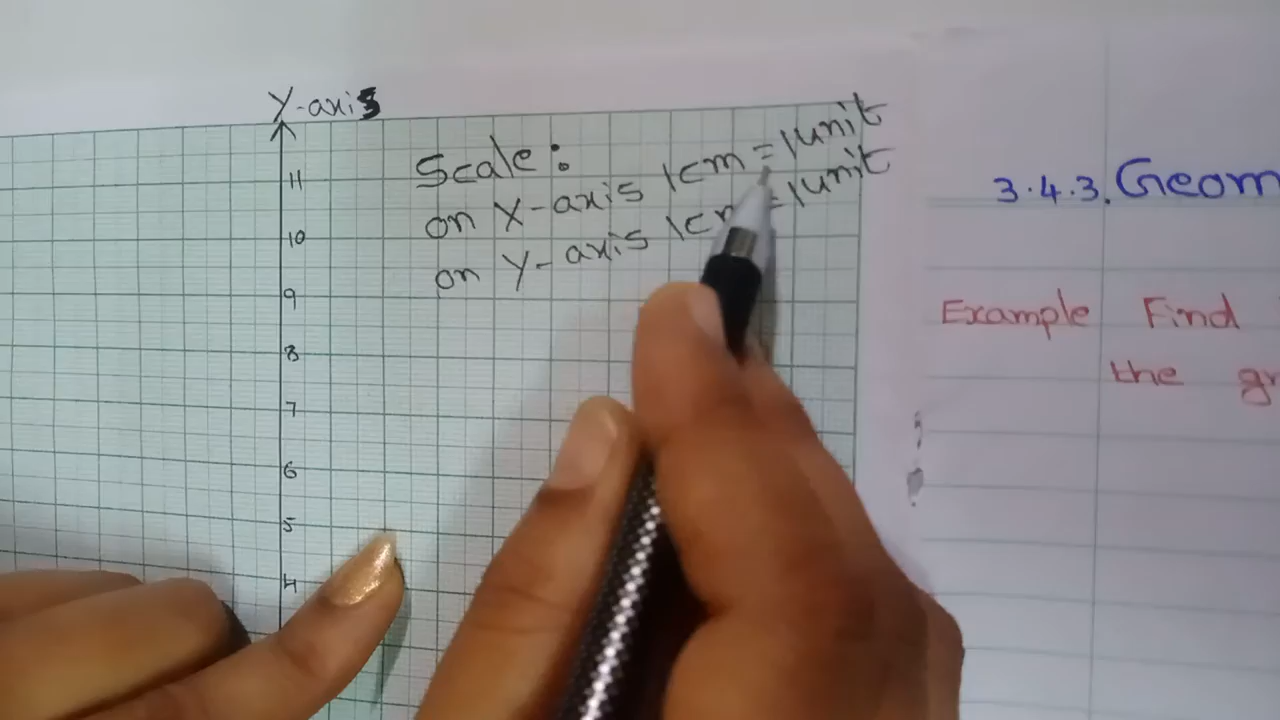 Y-axis
Scale:
on X-axis 1cm = 1unit
on Y-axis 1cm = 1unit
11
10
9
8
7
6
5
4
3.4.3. Geom
Example Find
the gr